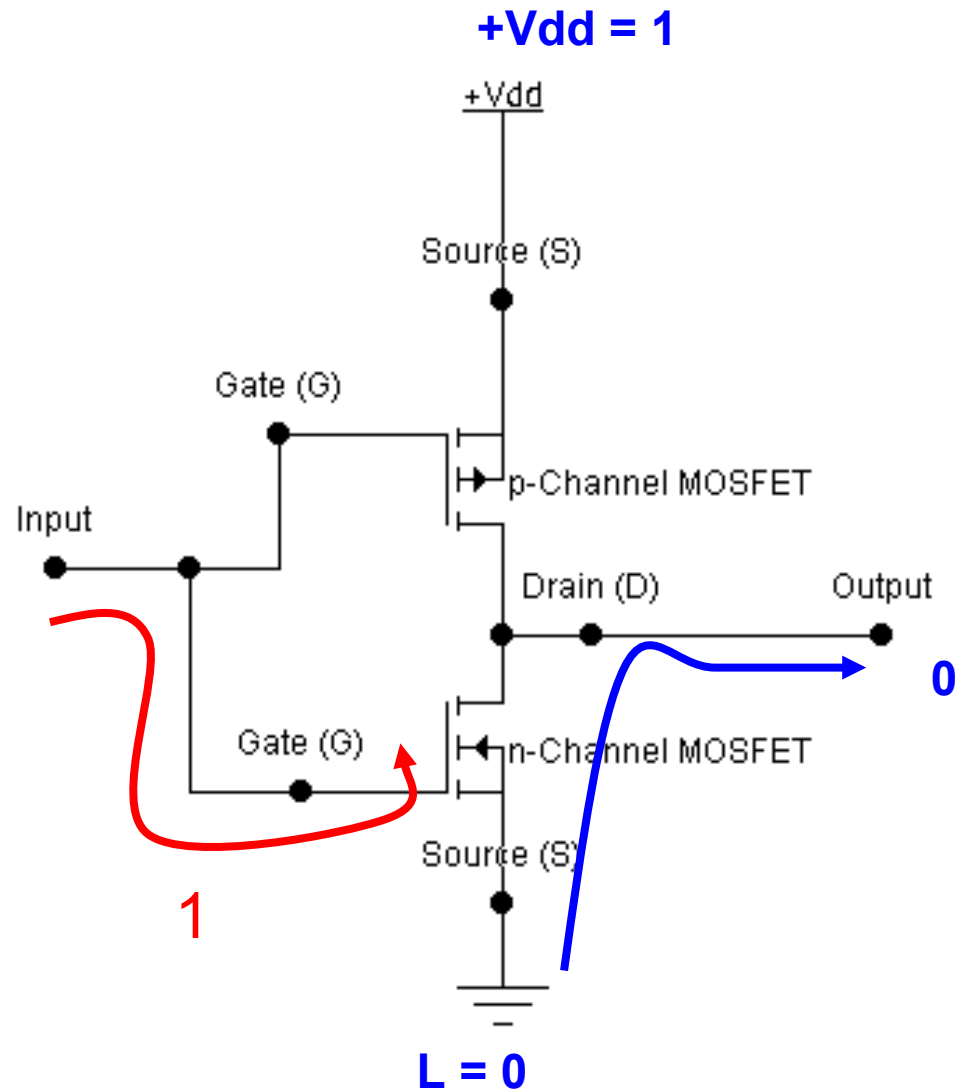 +Vdd = 1
+Vdd
Source (S)
Gate (G)
p-Channel MOSFET
Input
Drain (D)
Output
0
Gate (G)
n-Channel MOSFET
Source (S)
1
L = 0